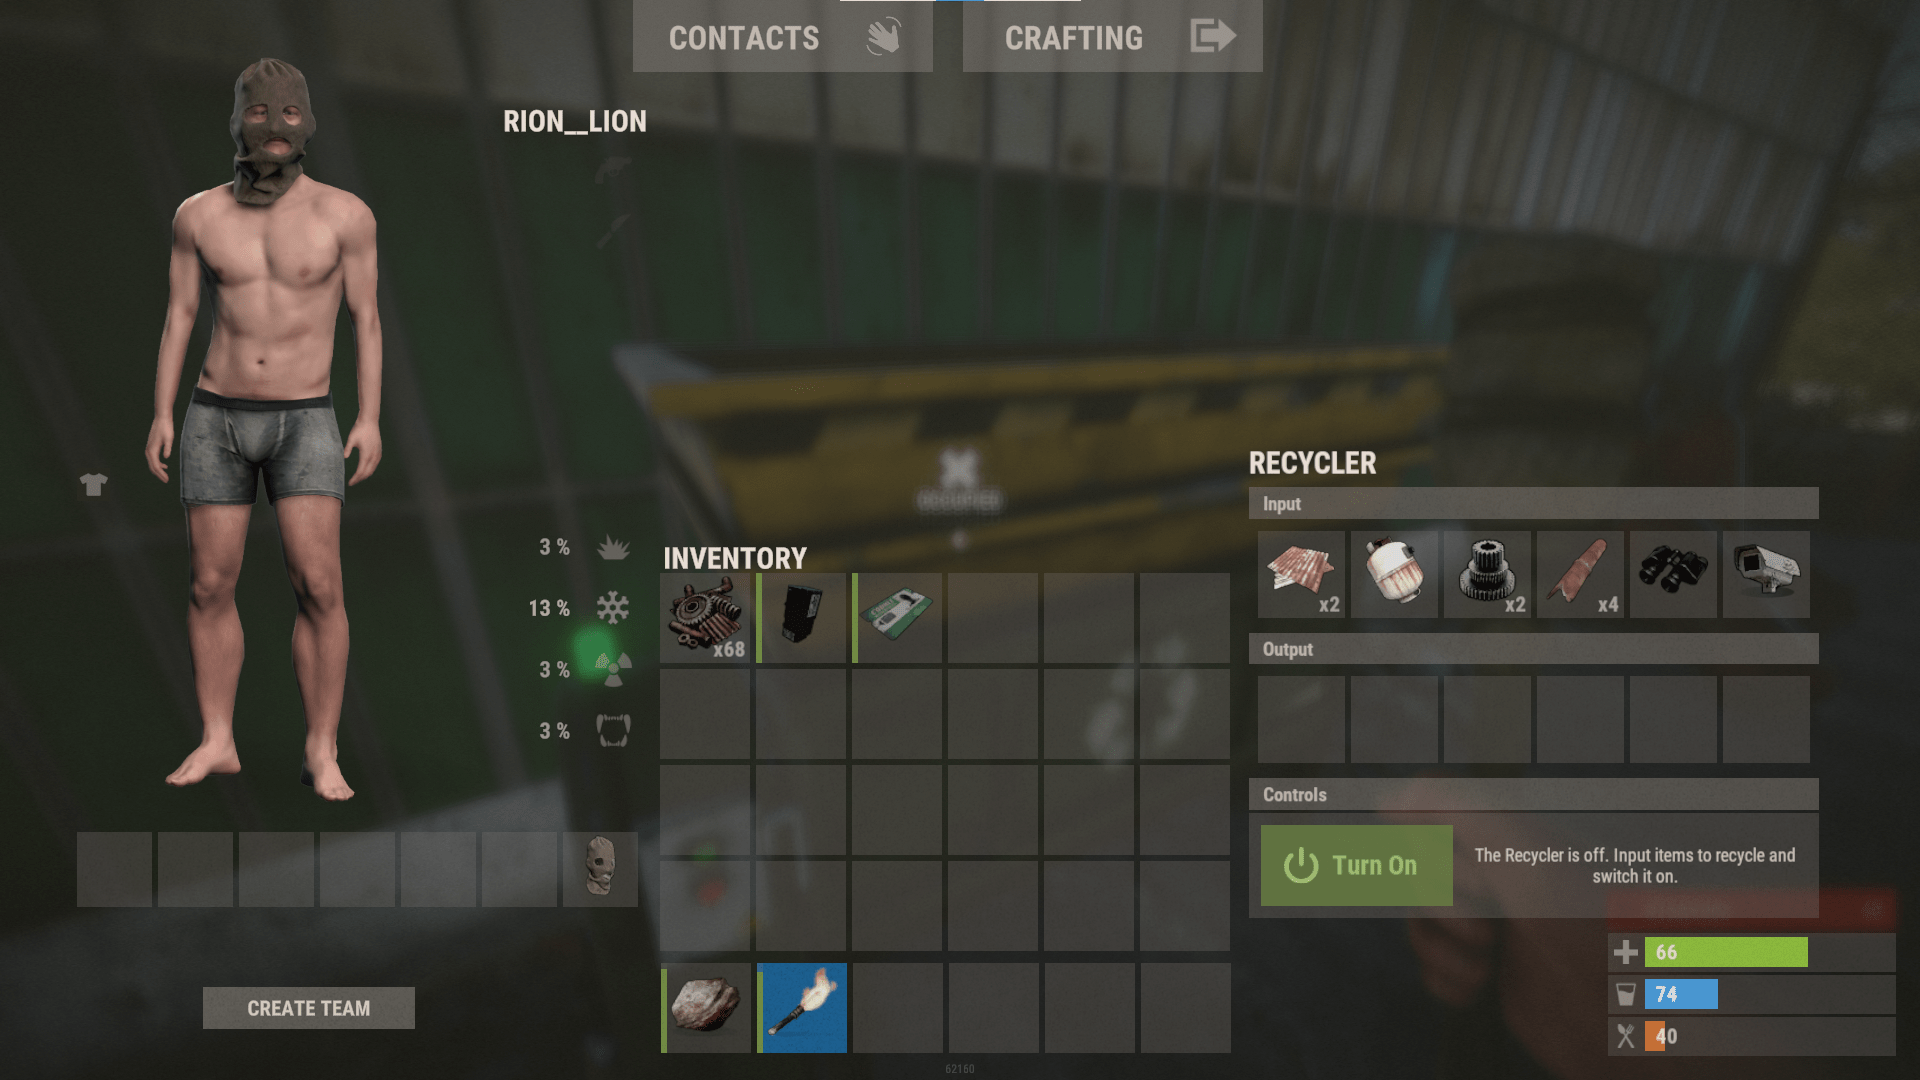 CONTACTS
CRAFTING
RION__LION
RECYCLER
Input
x2
x2
x4
3 %
INVENTORY
13 %
x68
Output
3 %
3 %
Controls
Turn On
The Recycler is off. Input items to recycle and
switch it on.
66
74
CREATE TEAM
40
62160